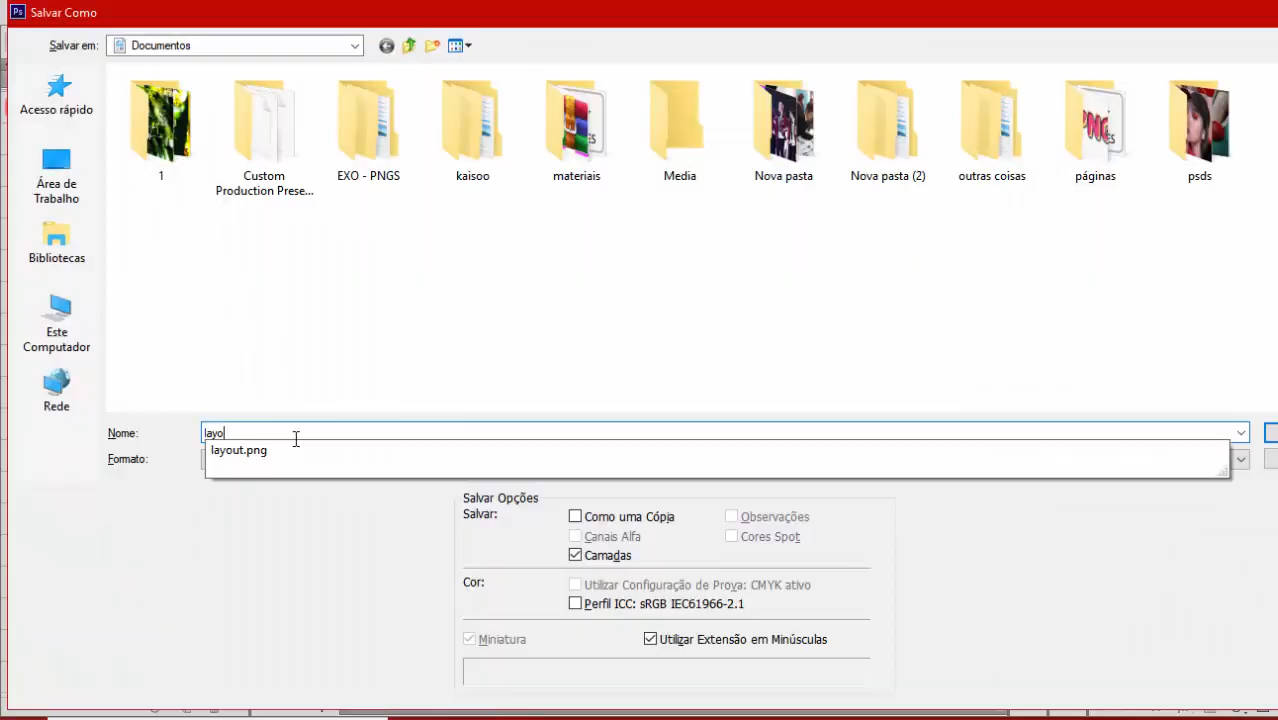 Ps Salvar Como
Salvar em: Documentos
Acesso rápido
Área de
Trabalho
Bibliotecas
Este
Computador
Rede
1
Custom
Production Prese...
EXO - PNGS
kaisoo
materiais
Media
Nova pasta
Nova pasta (2)
outras coisas
páginas
psds
PNG
Nome: layo
layout.png
Formato:
Salvar Opções
Salvar:
Como uma Cópia
Observações
Canais Alfa
Cores Spot
Camadas
Cor:
Utilizar Configuração de Prova: CMYK ativo
Perfil ICC: sRGB IEC61966-2.1
Miniatura
Utilizar Extensão em Minúsculas